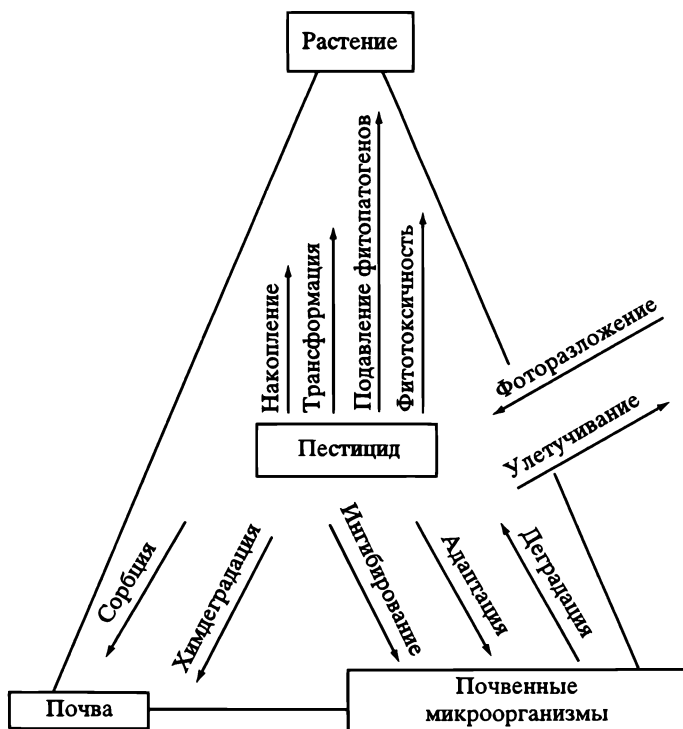 Растение
Накопление
Трансформация
Подавление фитопатогенов
Фитотоксичность
Фоторазложение
Улетучивание
Пестицид
Сорбция
Химдеградация
Ингибирование
Адаптация
Деградация
Почва
Почвенные
микроорганизмы